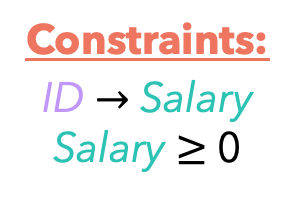 Constraints:
ID → Salary
Salary ≥ 0